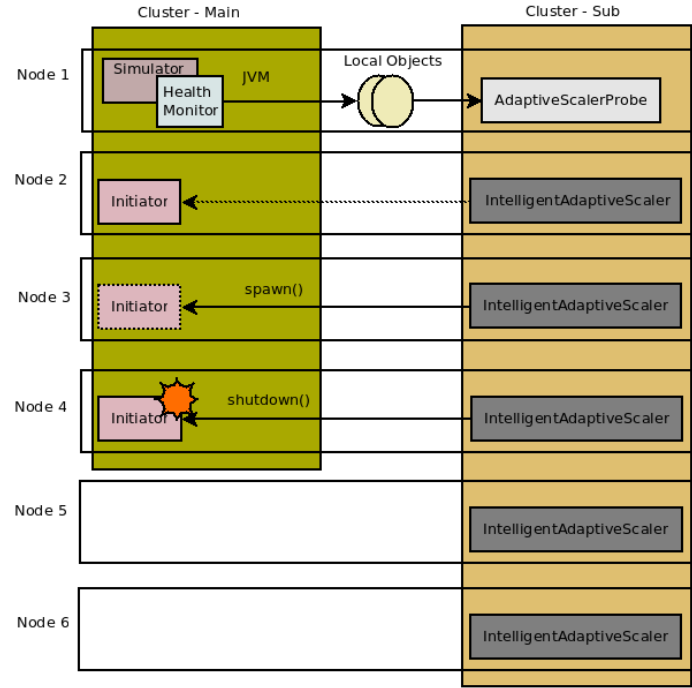 Cluster - Main
Cluster - Sub
Node 1
Simulator
Health
Monitor
JVM
Local Objects
AdaptiveScalerProbe
Node 2
Initiator
IntelligentAdaptiveScaler
Node 3
Initiator
spawn()
IntelligentAdaptiveScaler
Node 4
Initiator
shutdown()
IntelligentAdaptiveScaler
Node 5
IntelligentAdaptiveScaler
Node 6
IntelligentAdaptiveScaler